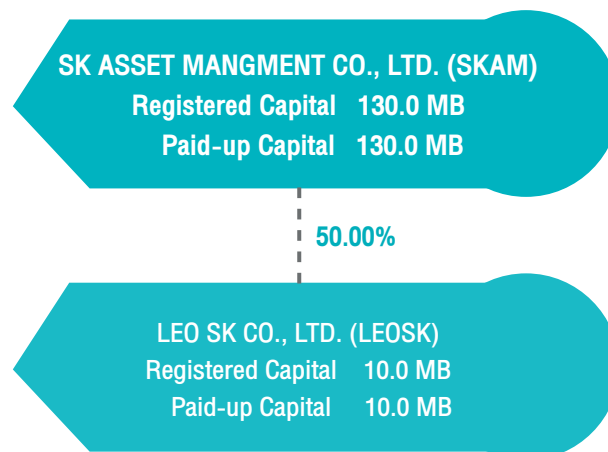 SK ASSET MANGMENT CO., LTD. (SKAM)
Registered Capital 130.0 MB
Paid-up Capital 130.0 MB
50.00%
LEO SK CO., LTD. (LEOSK)
Registered Capital 10.0 MB
Paid-up Capital 10.0 MB